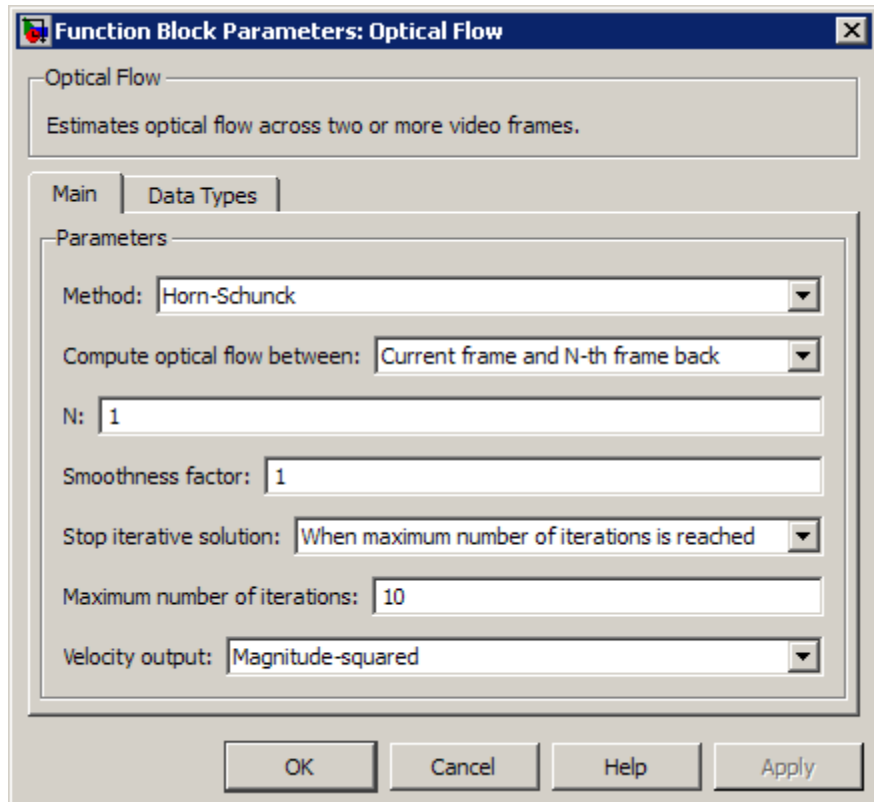 Function Block Parameters: Optical Flow
Optical Flow
Estimates optical flow across two or more video frames.
Main Data Types
Parameters
Method: Horn-Schunck
Compute optical flow between: Current frame and N-th frame back
N: 1
Smoothness factor: 1
Stop iterative solution: When maximum number of iterations is reached
Maximum number of iterations: 10
Velocity output: Magnitude-squared
OK Cancel Help Apply